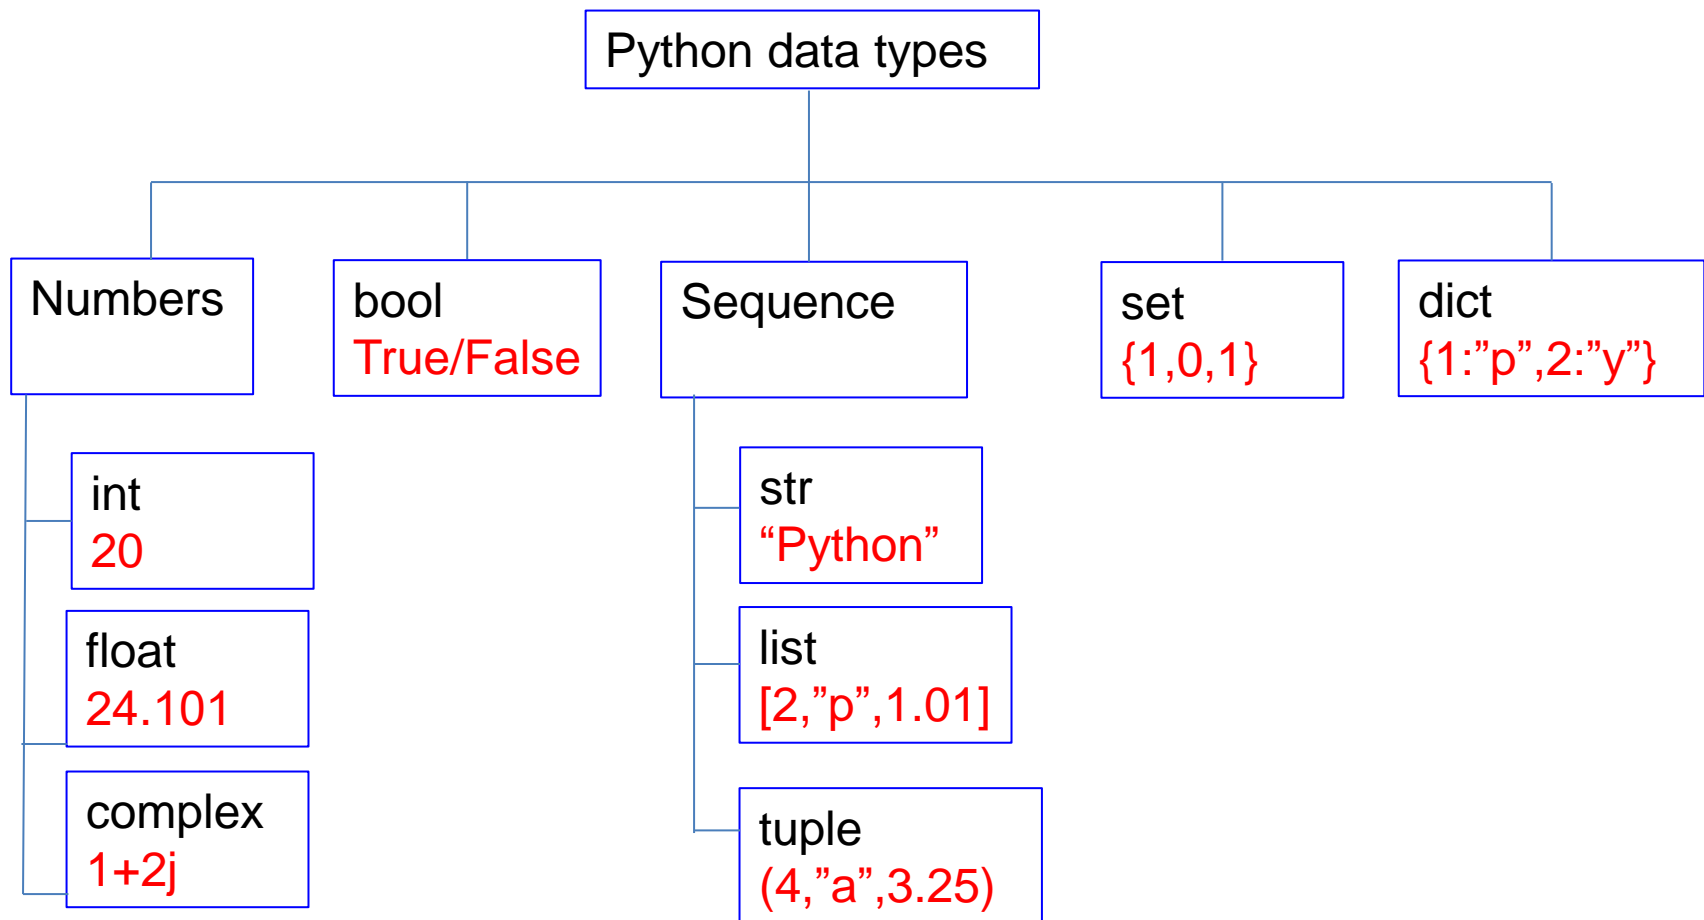 Python data types
Numbers
bool
True/False
Sequence
set
{1,0,1}
dict
{1:”p”,2:”y”}
int
20
float
24.101
complex
1+2j
str
“Python”
list
[2,”p”,1.01]
tuple
(4,”a”,3.25)